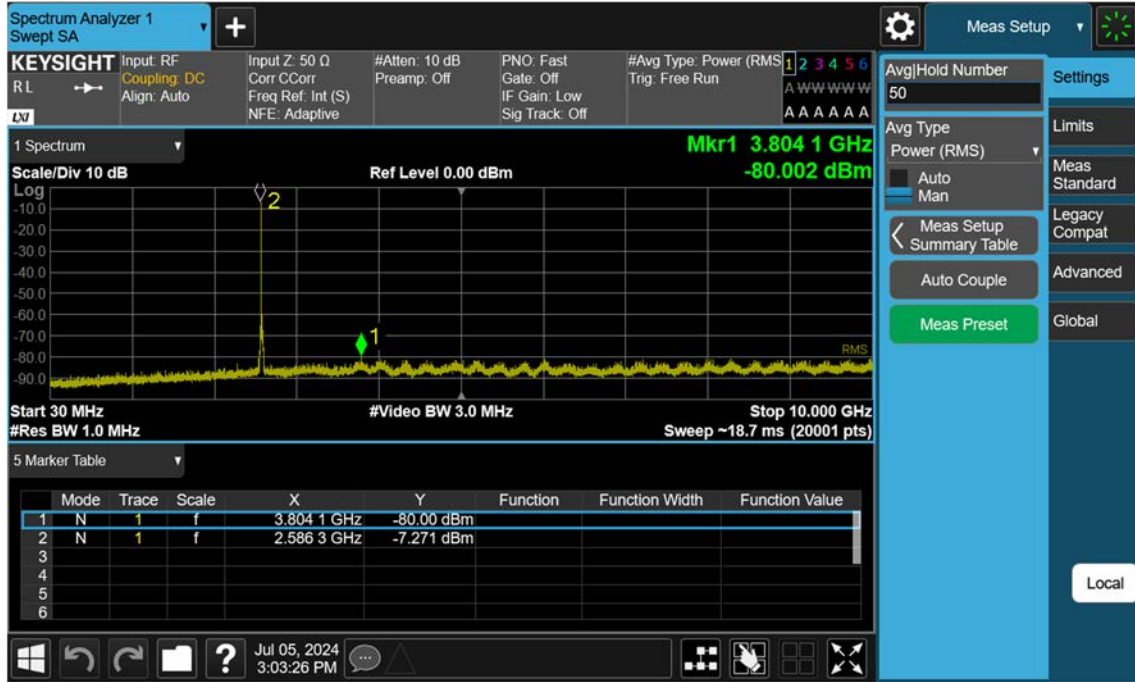 Spectrum Analyzer 1
Swept SA
Meas Setup
KEYSIGHT
R L
LXI
Input: RF
Coupling: DC
Align: Auto
Input Z: 50 Ω
Corr CCorr
Freq Ref: Int (S)
NFE: Adaptive
#Atten: 10 dB
Preamp: Off
PNO: Fast
Gate: Off
IF Gain: Low
Sig Track: Off
#Avg Type: Power (RMS
Trig: Free Run
1 2 3 4 5 6
A W W W W W
A A A A A A
1 Spectrum
Scale/Div 10 dB
Ref Level 0.00 dBm
Mkr1 3.804 1 GHz
-80.002 dBm
Log
-10.0
-20.0
-30.0
-40.0
-50.0
-60.0
-70.0
-80.0
-90.0
2
1
RMS
Start 30 MHz
#Video BW 3.0 MHz
Stop 10.000 GHz
#Res BW 1.0 MHz
Sweep ~18.7 ms (20001 pts)
5 Marker Table
Mode Trace Scale X Y Function Function Width Function Value
1 N 1 f 3.804 1 GHz -80.00 dBm
2 N 1 f 2.586 3 GHz -7.271 dBm
3
4
5
6
Avg|Hold Number
50
Avg Type
Power (RMS)
Auto
Man
Meas Setup
Summary Table
Auto Couple
Meas Preset
Settings
Limits
Meas
Standard
Legacy
Compat
Advanced
Global
Local
?
Jul 05, 2024
3:03:26 PM